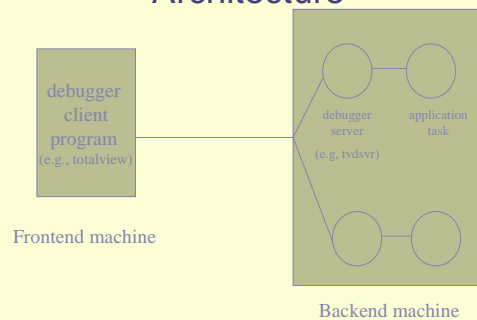 Architecture
debugger
client
program
(e.g., totalview)
Frontend machine
debugger
server
(e.g, tvdsvr)
application
task
Backend machine